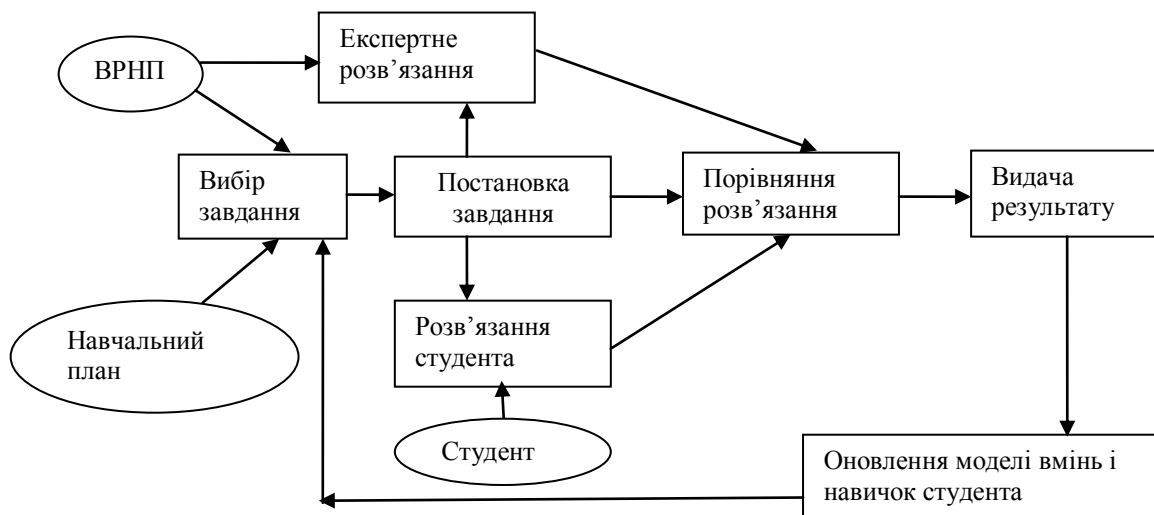 ВРНП
Експертне
розв’язання
Вибір
завдання
Постановка
завдання
Порівняння
розв’язання
Видача
результату
Навчальний
план
Розв’язання
студента
Студент
Оновлення моделі вмінь і
навичок студента